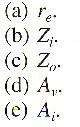 (a) rₑ.
(b) Zᵢ.
(c) Zₒ.
(d) Aᵥ.
(e) Aᵢ.